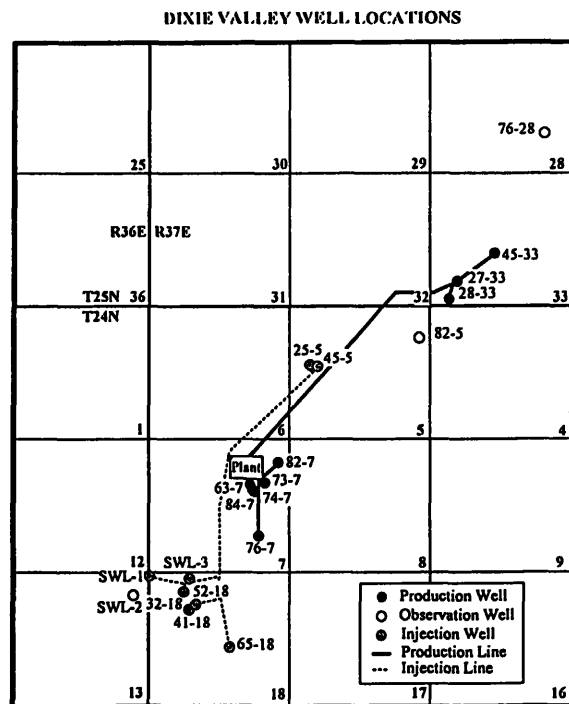 DIXIE VALLEY WELL LOCATIONS
76-28
25 30 29 28
R36E R37E
45-33
27-33
28-33
T25N 36 31 32 33
T24N
82-5
25-5 45-5
1 6 5 4
Plant
82-7
63-7 73-7
84-7 74-7
76-7
12 SWL-3 7 8 9
SWL-1
52-18
SWL-2 32-18
41-18
65-18
Production Well
Observation Well
Injection Well
Production Line
Injection Line
13 18 17 16